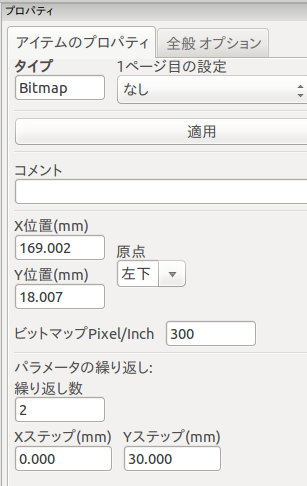 プロパティ
アイテムのプロパティ 全般 オプション
タイプ 1ページ目の設定
Bitmap なし
適用
コメント
X位置(mm)
169.002 原点
Y位置(mm) 左下
18.007
ビットマップPixel/Inch 300
パラメータの繰り返し:
繰り返し数
2
Xステップ(mm) Yステップ(mm)
0.000 30.000